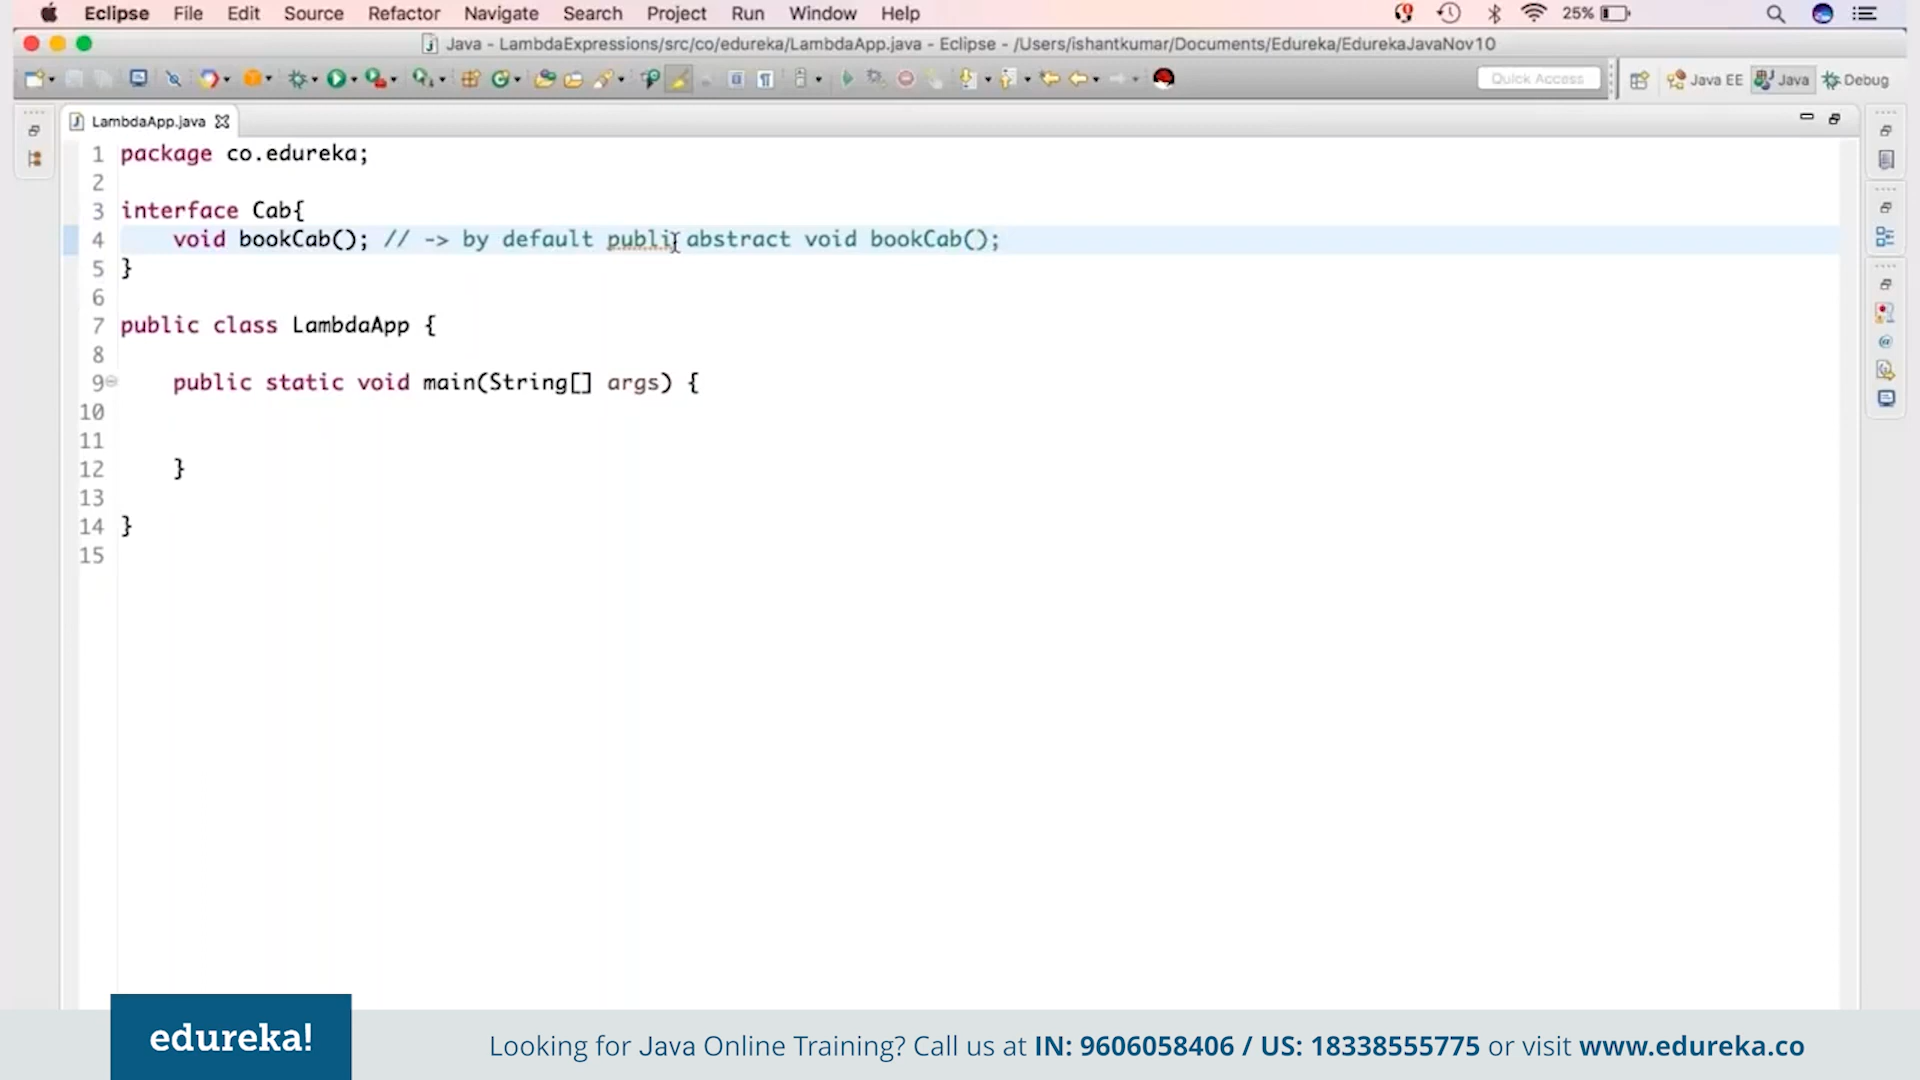 Eclipse File Edit Source Refactor Navigate Search Project Run Window Help 25%
Java - LambdaExpressions/src/co/edureka/LambdaApp.java - Eclipse - /Users/ishantkumar/Documents/Edureka/EdurekaJavaNov10
Quick Access Java EE Java Debug
LambdaApp.java
1 package co.edureka;
2
3 interface Cab{
4 void bookCab(); // -> by default publi abstract void bookCab();
5 }
6
7 public class LambdaApp {
8
9 public static void main(String[] args) {
10
11
12 }
13
14 }
15
edureka!
Looking for Java Online Training? Call us at IN: 9606058406 / US: 18338555775 or visit www.edureka.co